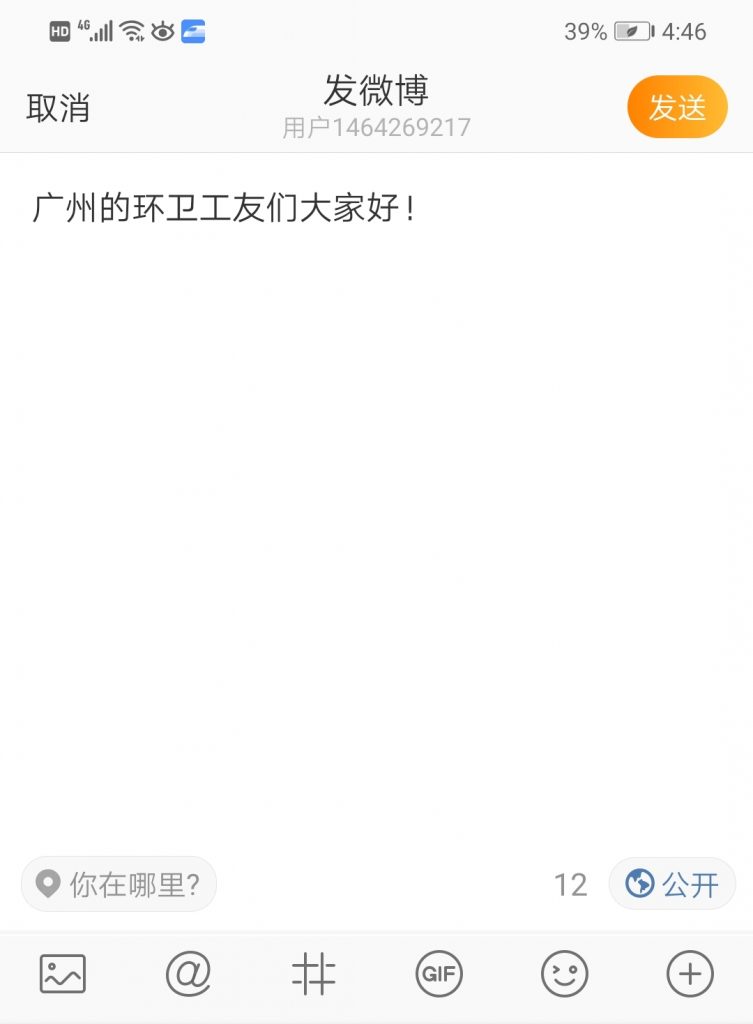 HD 4G 39% 4:46
取消
发微博
发送
用户1464269217
广州的环卫工友们大家好！
你在哪里?
12
公开
@
GIF